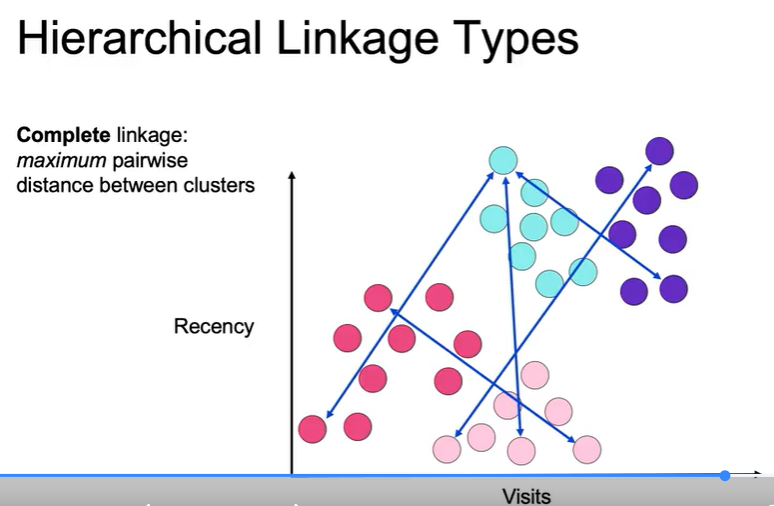 Hierarchical Linkage Types
Complete linkage:
maximum pairwise
distance between clusters
Recency
Visits